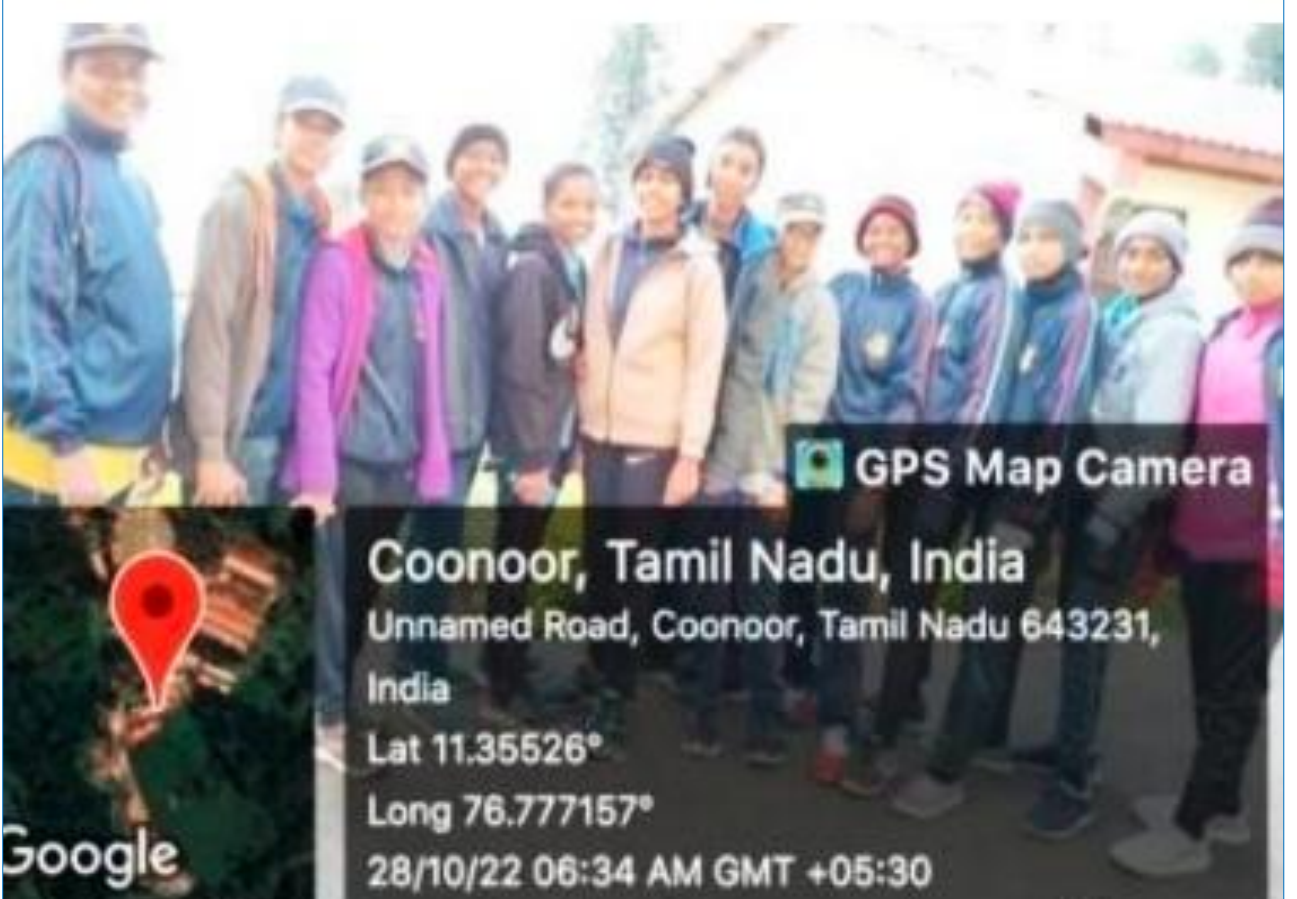 GPS Map Camera
Coonoor, Tamil Nadu, India
Unnamed Road, Coonoor, Tamil Nadu 643231,
India
Lat 11.35526°
Long 76.777157°
28/10/22 06:34 AM GMT +05:30
Google